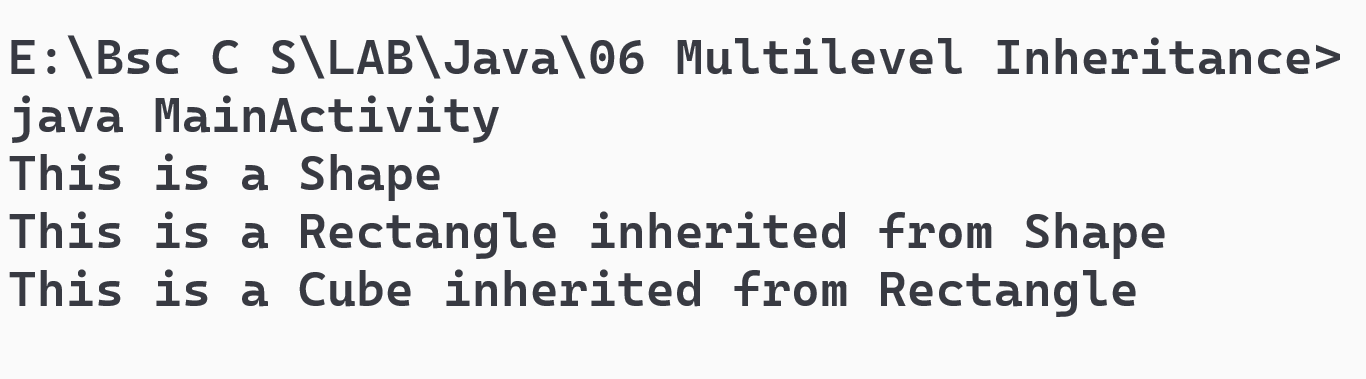 E:\Bsc C S\LAB\Java\06 Multilevel Inheritance>
java MainActivity
This is a Shape
This is a Rectangle inherited from Shape
This is a Cube inherited from Rectangle